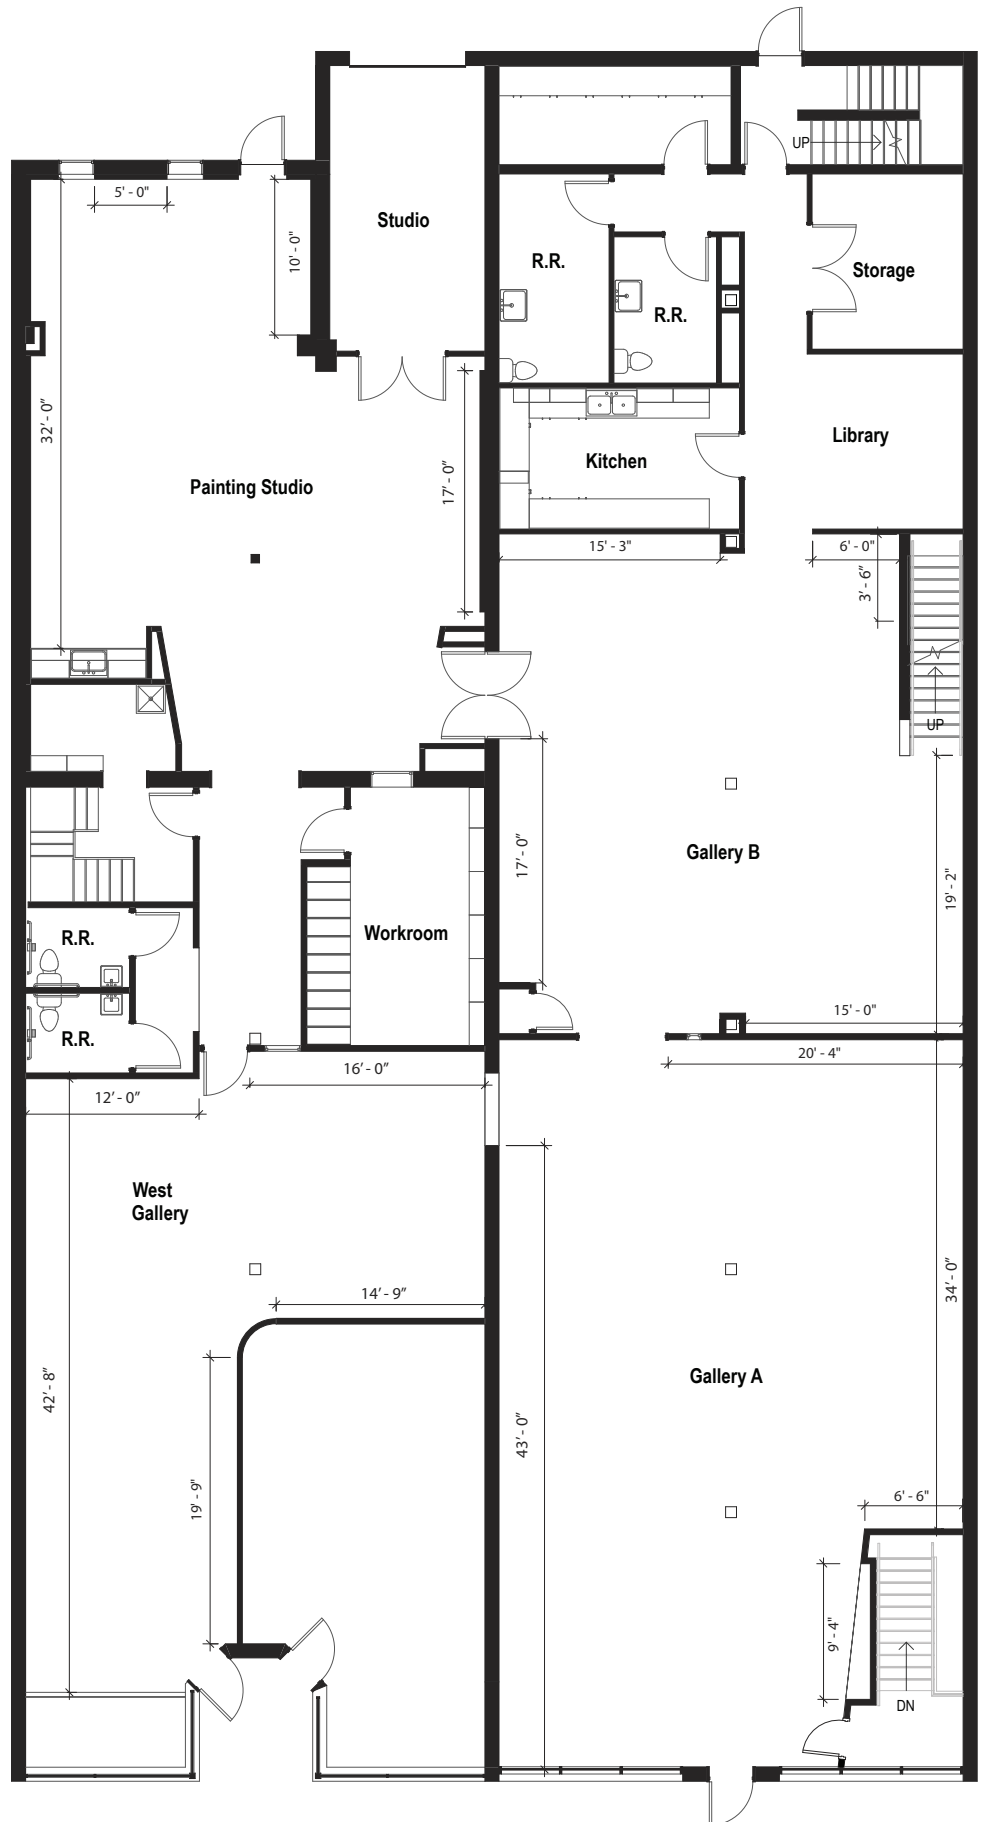 UP
5' - 0"
Studio
10' - 0"
R.R.
Storage
R.R.
32' - 0"
Library
Kitchen
Painting Studio
17' - 0"
15' - 3"
6' - 0"
3' - 6"
UP
17' - 0"
Gallery B
19' - 2"
R.R.
Workroom
15' - 0"
R.R.
20' - 4"
16' - 0"
12' - 0"
West
Gallery
34' - 0"
14' - 9"
Gallery A
42' - 8"
43' - 0"
19' - 9"
6' - 6"
9' - 4"
DN